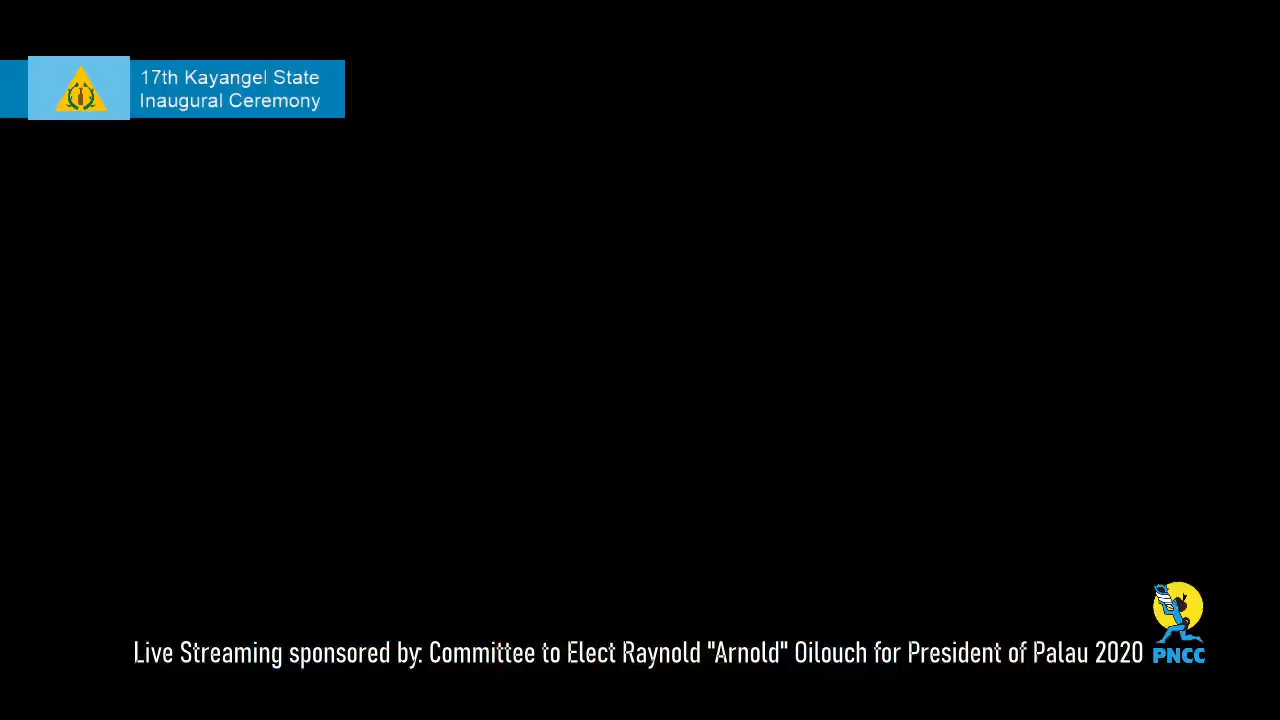 17th Kayangel State
Inaugural Ceremony
Live Streaming sponsored by: Committee to Elect Raynold "Arnold" Oilouch for President of Palau 2020
PNCC